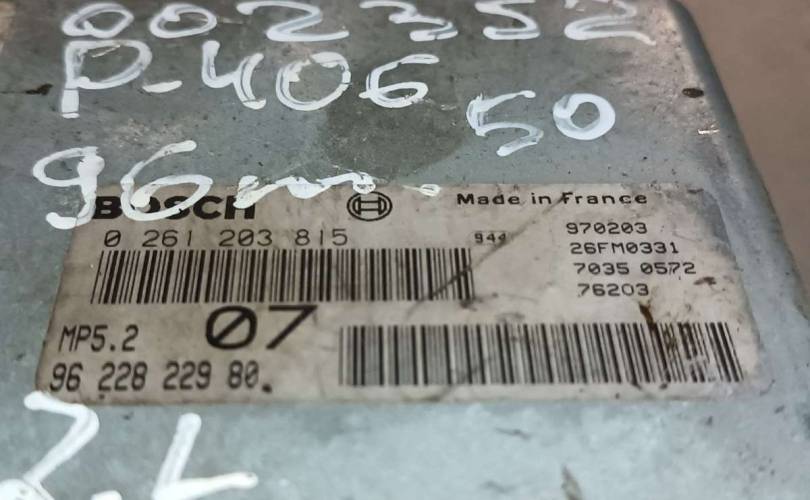 002352
P-406
50
96m.
BOSCH
Made in France
0 261 203 815
944
970203
26FM0331
7035 0572
76203
MP5.2
07
96 228 229 80